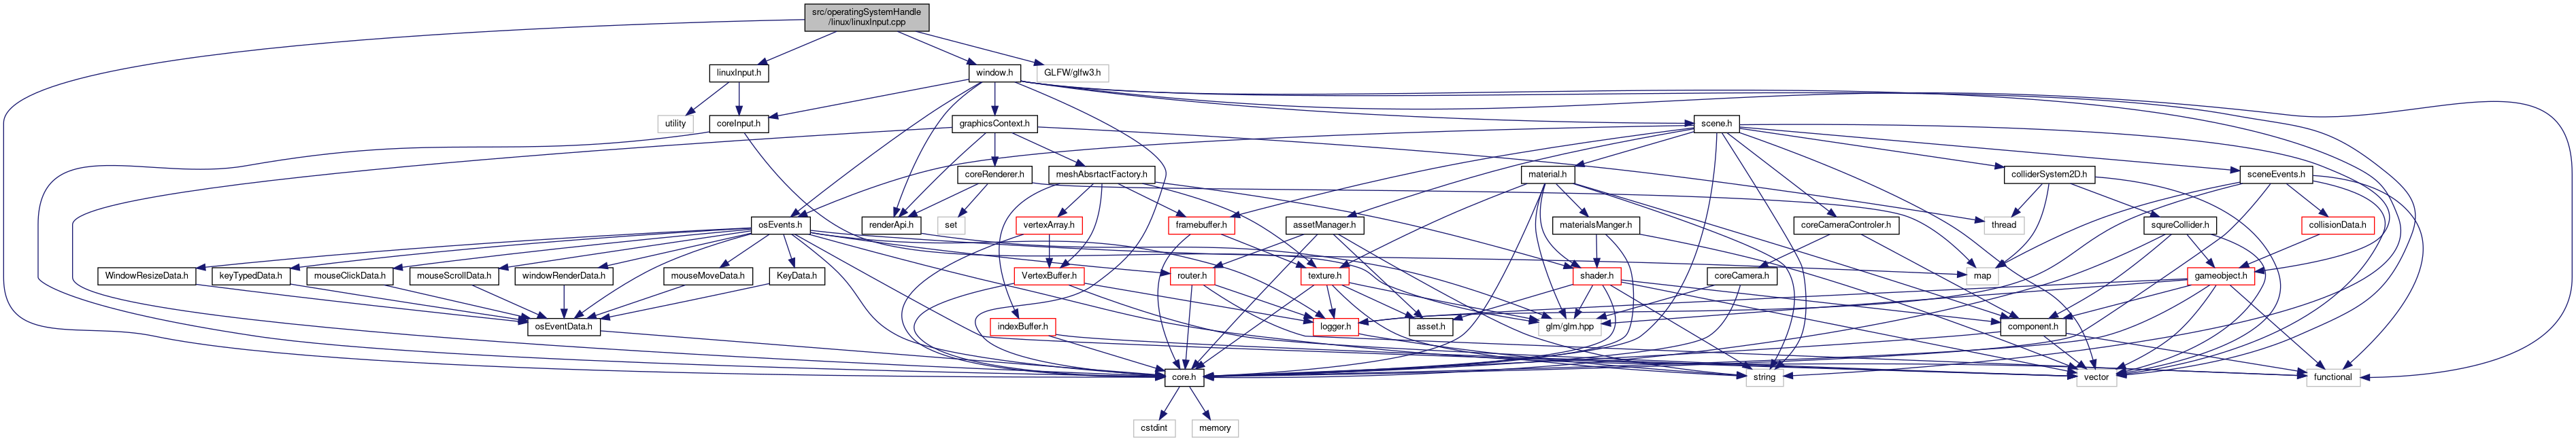 src/operatingSystemHandle
/linux/linuxInput.cpp
linuxInput.h
window.h
GLFW/glfw3.h
utility
coreInput.h
graphicsContext.h
scene.h
coreRenderer.h
meshAbsrtactFactory.h
material.h
colliderSystem2D.h
sceneEvents.h
osEvents.h
renderApi.h
set
vertexArray.h
framebuffer.h
assetManager.h
materialsManger.h
coreCameraControler.h
thread
squreCollider.h
collisionData.h
WindowResizeData.h
keyTypedData.h
mouseClickData.h
mouseScrollData.h
windowRenderData.h
mouseMoveData.h
KeyData.h
VertexBuffer.h
router.h
texture.h
shader.h
coreCamera.h
map
gameobject.h
osEventData.h
indexBuffer.h
logger.h
asset.h
glm/glm.hpp
component.h
core.h
string
vector
functional
cstdint
memory